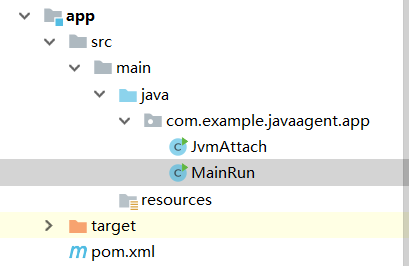 app
src
main
java
com.example.javaagent.app
JvmAttach
MainRun
resources
target
pom.xml